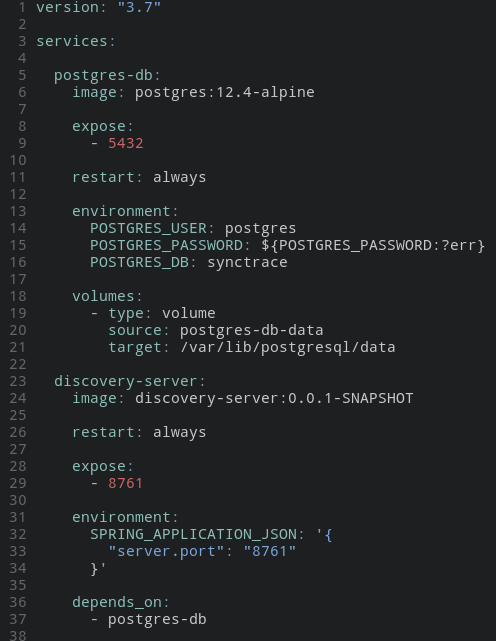 1 version: "3.7"
2
3 services:
4
5   postgres-db:
6     image: postgres:12.4-alpine
7
8     expose:
9       - 5432
10
11     restart: always
12
13     environment:
14       POSTGRES_USER: postgres
15       POSTGRES_PASSWORD: ${POSTGRES_PASSWORD:?err}
16       POSTGRES_DB: synctrace
17
18     volumes:
19       - type: volume
20         source: postgres-db-data
21         target: /var/lib/postgresql/data
22
23   discovery-server:
24     image: discovery-server:0.0.1-SNAPSHOT
25
26     restart: always
27
28     expose:
29       - 8761
30
31     environment:
32       SPRING_APPLICATION_JSON: '{
33         "server.port": "8761"
34       }'
35
36     depends_on:
37       - postgres-db
38